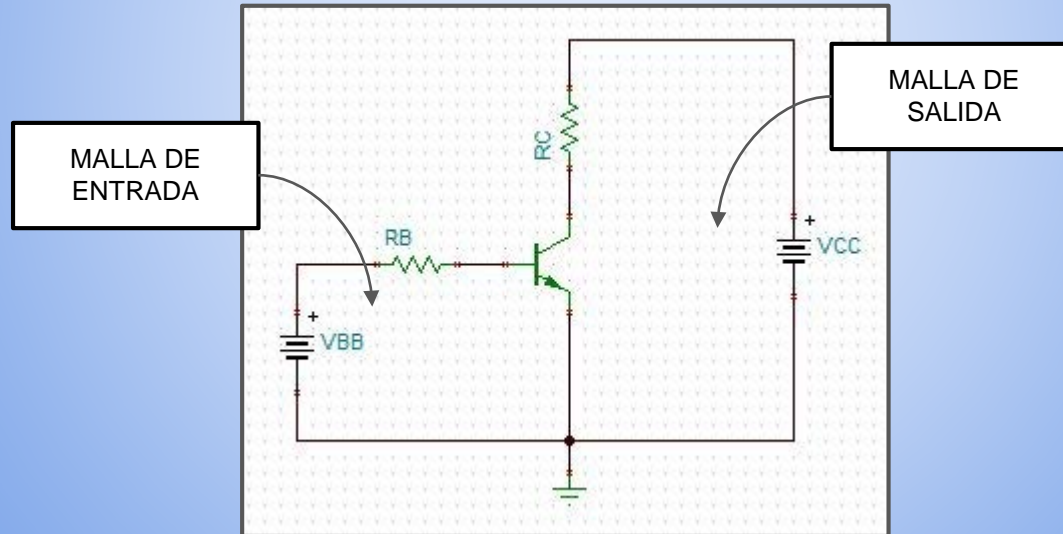 MALLA DE
SALIDA
MALLA DE
ENTRADA
RC
RB
+
VCC
+
VBB